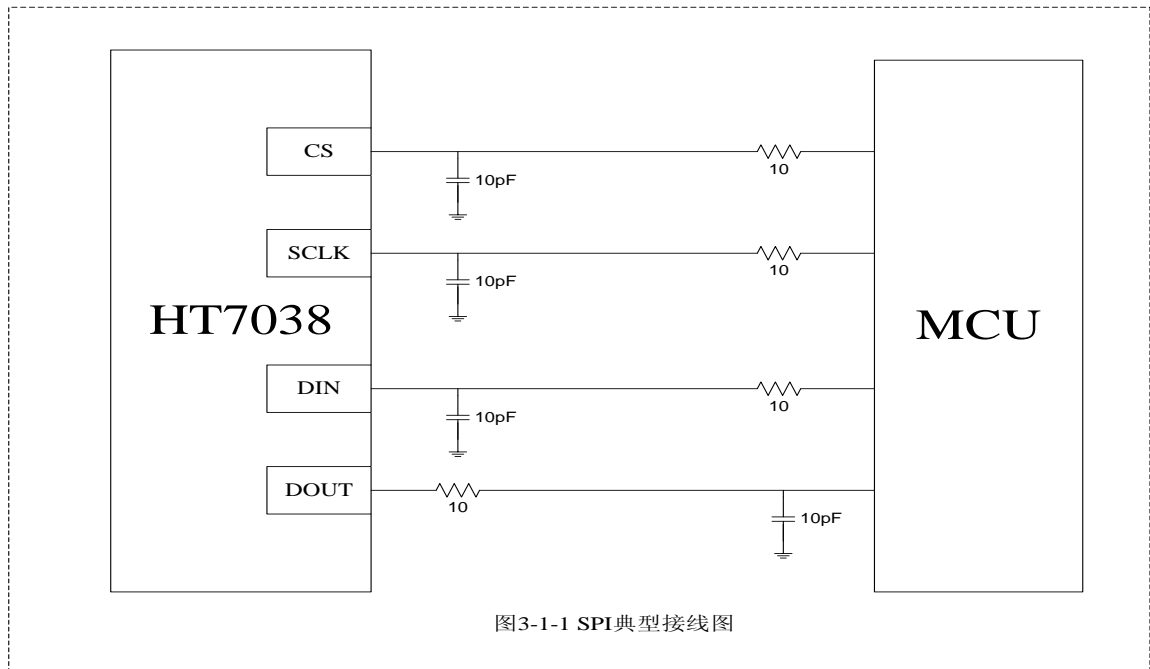 CS
10
10pF
SCLK
10
10pF
HT7038
MCU
DIN
10
10pF
DOUT
10
10pF
图3-1-1 SPI典型接线图